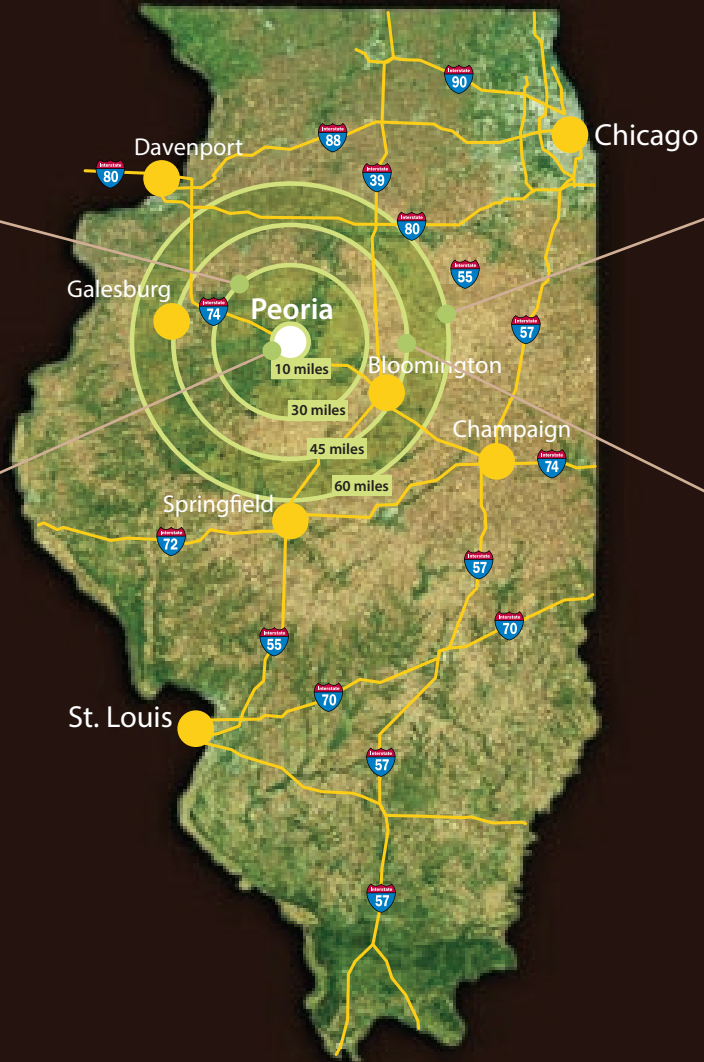 Interstate
90
Chicago
Interstate
88
Davenport
Interstate
80
Interstate
39
Interstate
80
Interstate
55
Galesburg
Interstate
74
Peoria
Interstate
57
10 miles
Bloomington
30 miles
Champaign
45 miles
Interstate
74
60 miles
Springfield
Interstate
72
Interstate
57
Interstate
70
Interstate
55
Interstate
70
St. Louis
Interstate
57
Interstate
57